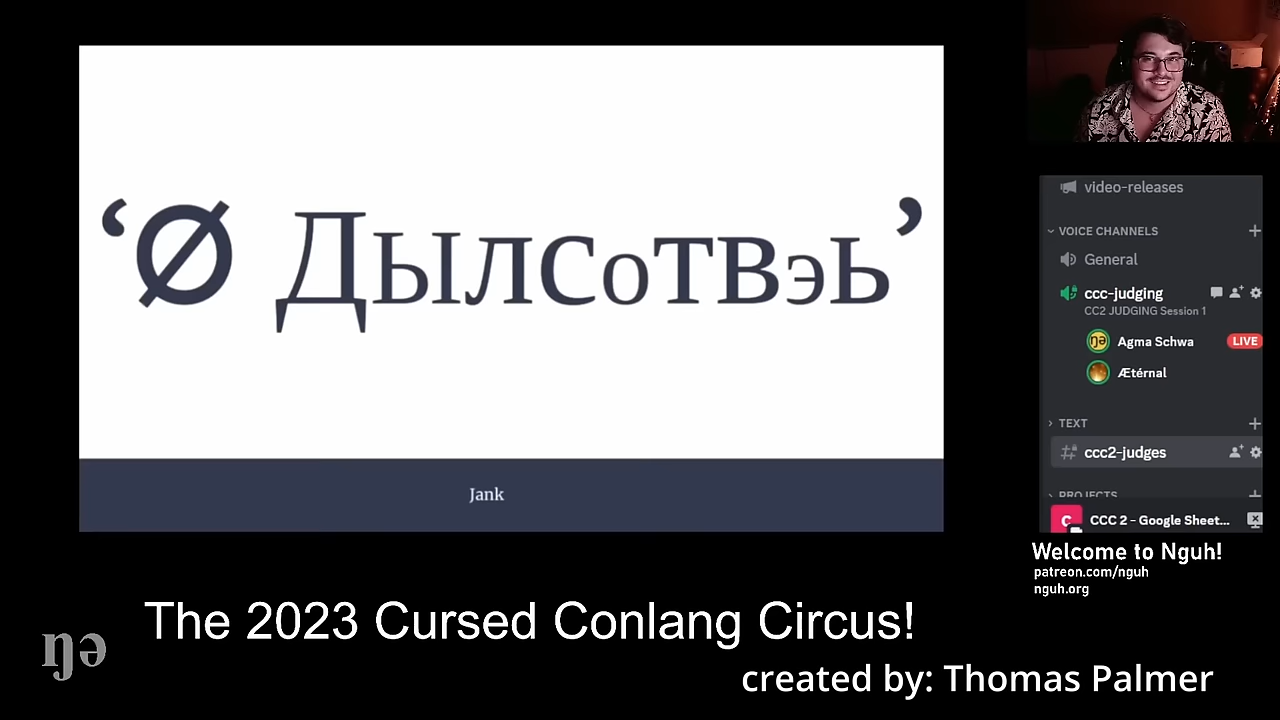 ‘Ø ДЫЛСоТВэЬ’
Jank
video-releases
VOICE CHANNELS
General
ccc-judging
CC2 JUDGING Session 1
ŋə
Agma Schwa
LIVE
Ætérnal
TEXT
ccc2-judges
PROJECTS
C
CCC 2 - Google Sheet...
Welcome to Nguh!
patreon.com/nguh
nguh.org
The 2023 Cursed Conlang Circus!
ŋə
created by: Thomas Palmer